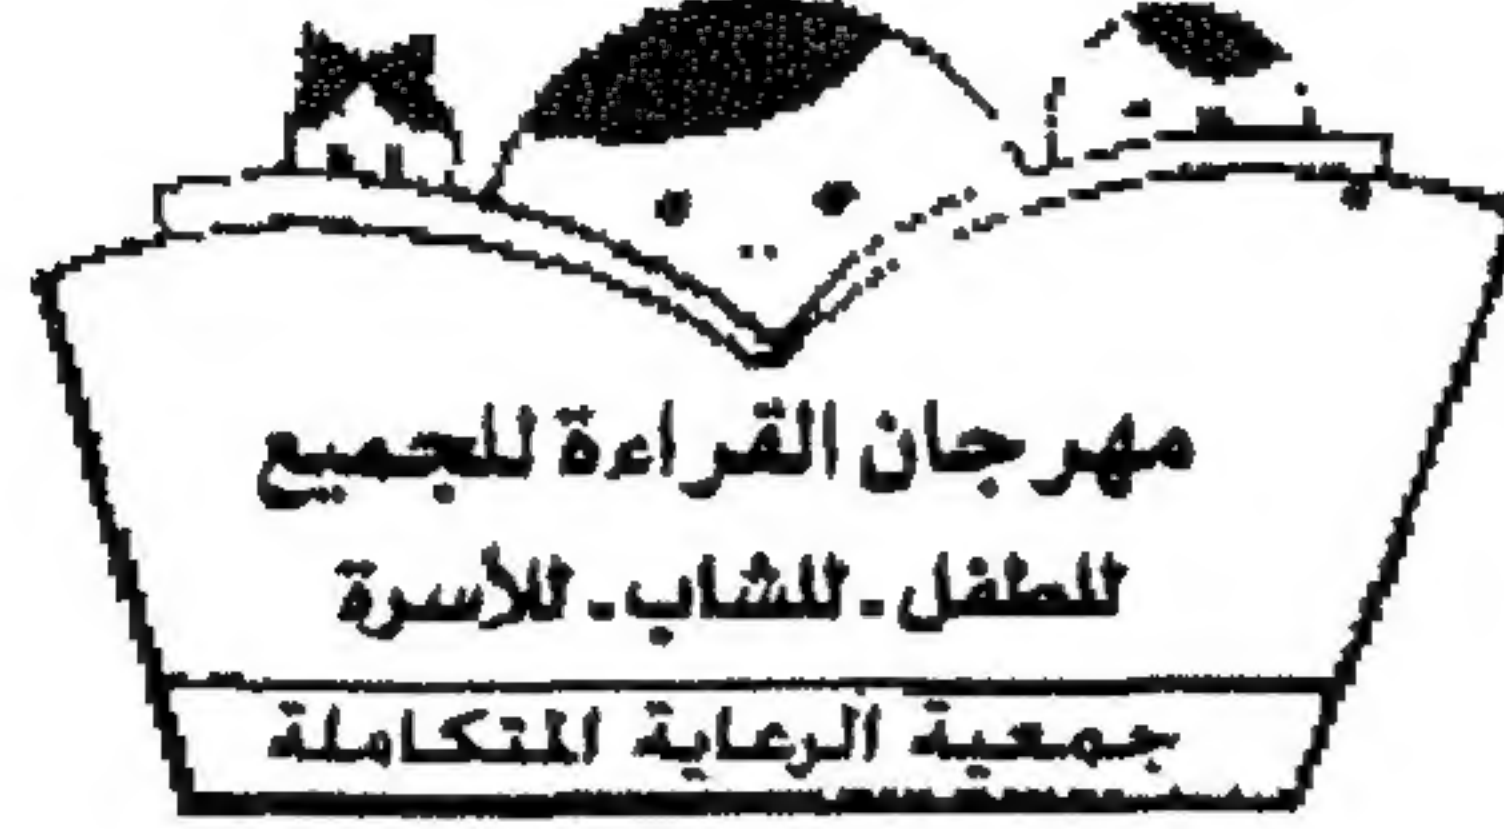 مهرجان القراءة للجميع
للطفل - للشاب - للأسرة
جمعية الرعاية المتكاملة